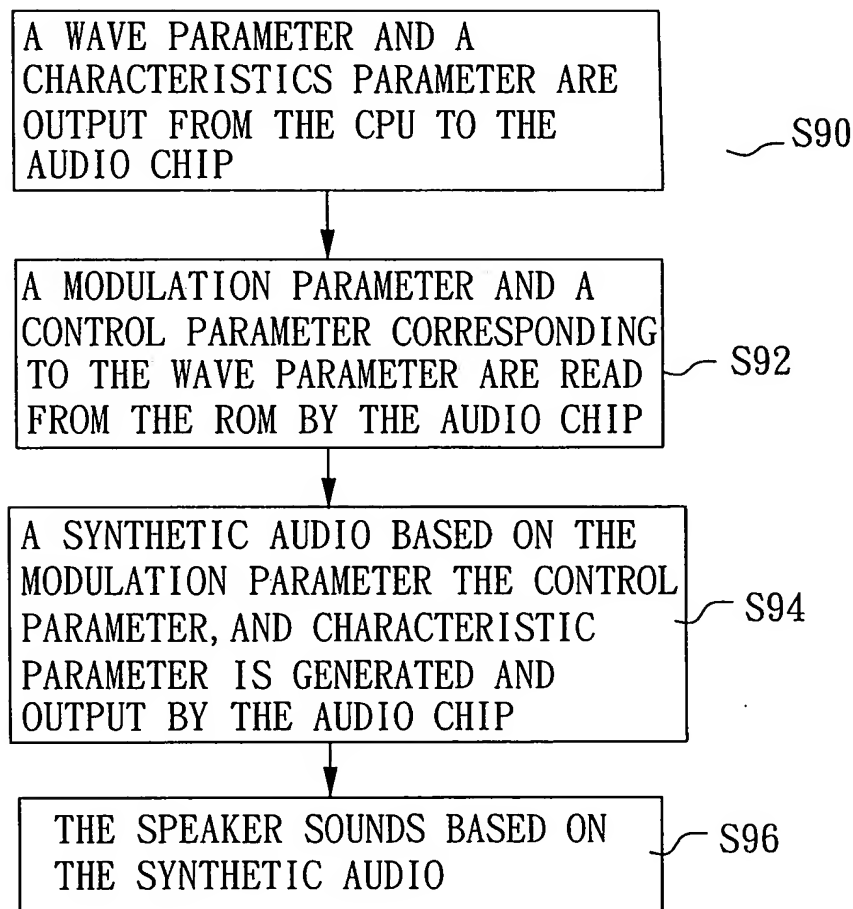 A WAVE PARAMETER AND A
CHARACTERISTICS PARAMETER ARE
OUTPUT FROM THE CPU TO THE
AUDIO CHIP
S90
A MODULATION PARAMETER AND A
CONTROL PARAMETER CORRESPONDING
TO THE WAVE PARAMETER ARE READ
FROM THE ROM BY THE AUDIO CHIP
S92
A SYNTHETIC AUDIO BASED ON THE
MODULATION PARAMETER THE CONTROL
PARAMETER, AND CHARACTERISTIC
PARAMETER IS GENERATED AND
OUTPUT BY THE AUDIO CHIP
S94
THE SPEAKER SOUNDS BASED ON
THE SYNTHETIC AUDIO
S96